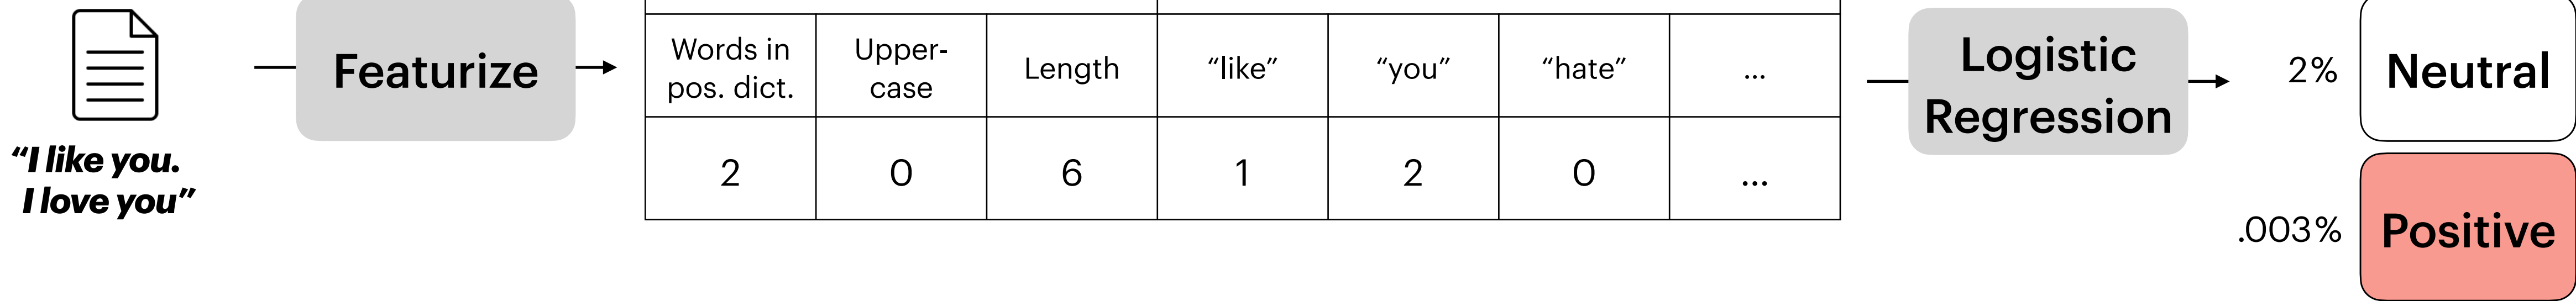 “I like you.
I love you”
Featurize
Words in
pos. dict.
Upper-
case
Length
“like”
“you”
“hate”
...
2
0
6
1
2
0
...
Logistic
Regression
2%
Neutral
.003%
Positive